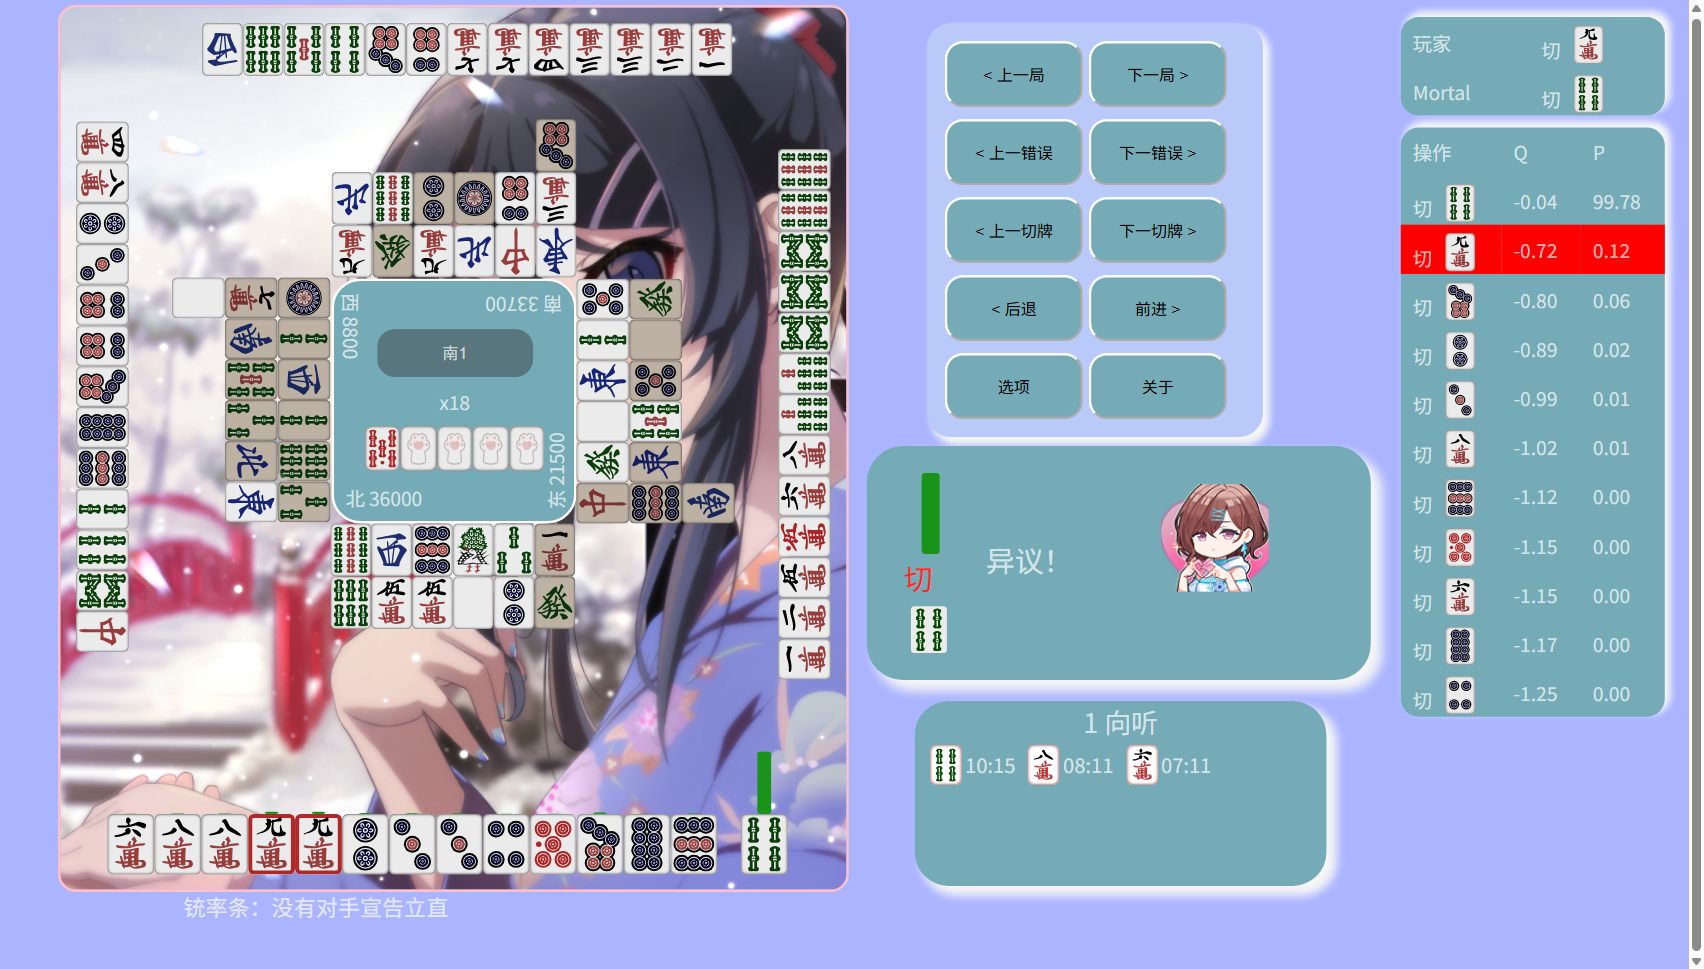 < 上一局
下一局 >
< 上一错误
下一错误 >
< 上一切牌
下一切牌 >
< 后退
前进 >
选项
关于
玩家 切
Mortal 切
操作 Q P
切 -0.04 99.78
切 -0.72 0.12
切 -0.80 0.06
切 -0.89 0.02
切 -0.99 0.01
切 -1.02 0.01
切 -1.12 0.00
切 -1.15 0.00
切 -1.15 0.00
切 -1.17 0.00
切 -1.25 0.00
南 33700
西 8800
南1
x18
东 21500
北 36000
切
异议！
1 向听
10:15 08:11 07:11
铳率条：没有对手宣告立直